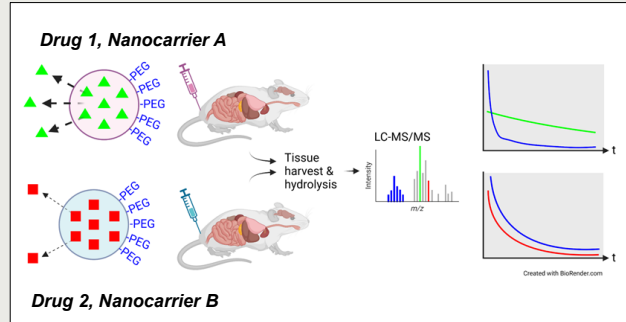 Drug 1, Nanocarrier A
-PEG
-PEG
-PEG
-PEG
-PEG
LC-MS/MS
Tissue
harvest &
hydrolysis
Intensity
m/z
t
-PEG
-PEG
-PEG
-PEG
-PEG
t
Created with BioRender.com
Drug 2, Nanocarrier B